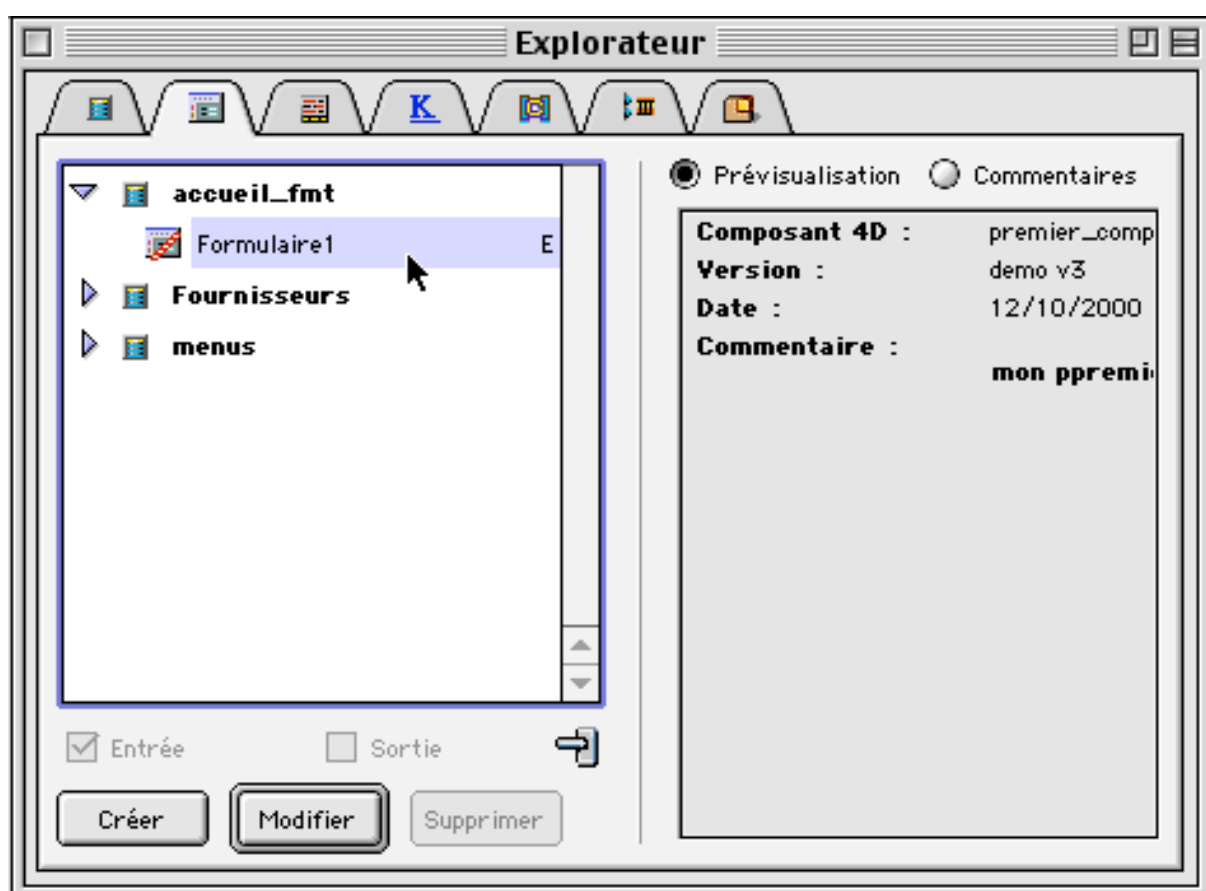 Explorateur
K
accueil_fmt
Formulaire1 E
Fournisseurs
menus
Entrée Sortie
Créer Modifier Supprimer
Prévisualisation Commentaires
Composant 4D : premier_comp
Version : demo v3
Date : 12/10/2000
Commentaire :
mon ppremi